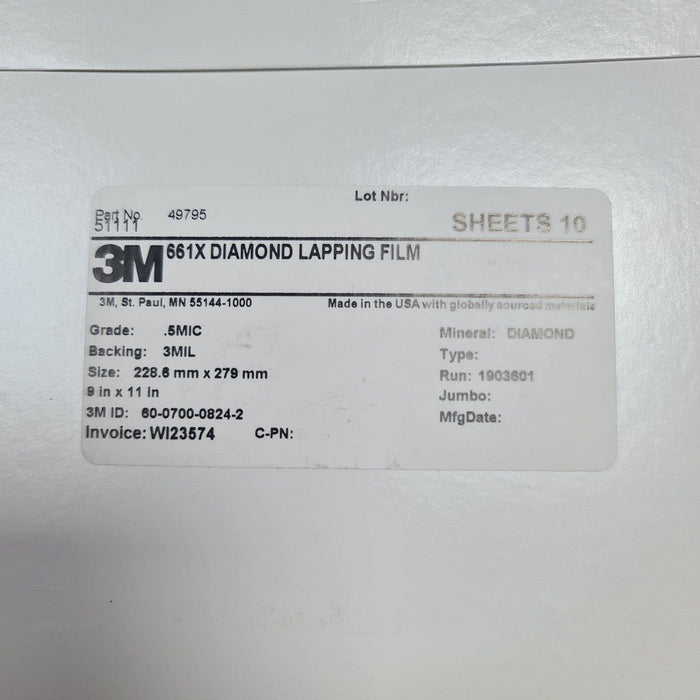 Lot Nbr:
Part No. 49795
51111
SHEETS 10
3M 661X DIAMOND LAPPING FILM
3M, St. Paul, MN 55144-1000 Made in the USA with globally sourced materials
Grade: .5MIC
Mineral: DIAMOND
Backing: 3MIL
Type:
Size: 228.6 mm x 279 mm
Run: 1903601
9 in x 11 in
Jumbo:
3M ID: 60-0700-0824-2
MfgDate:
Invoice: WI23574 C-PN: